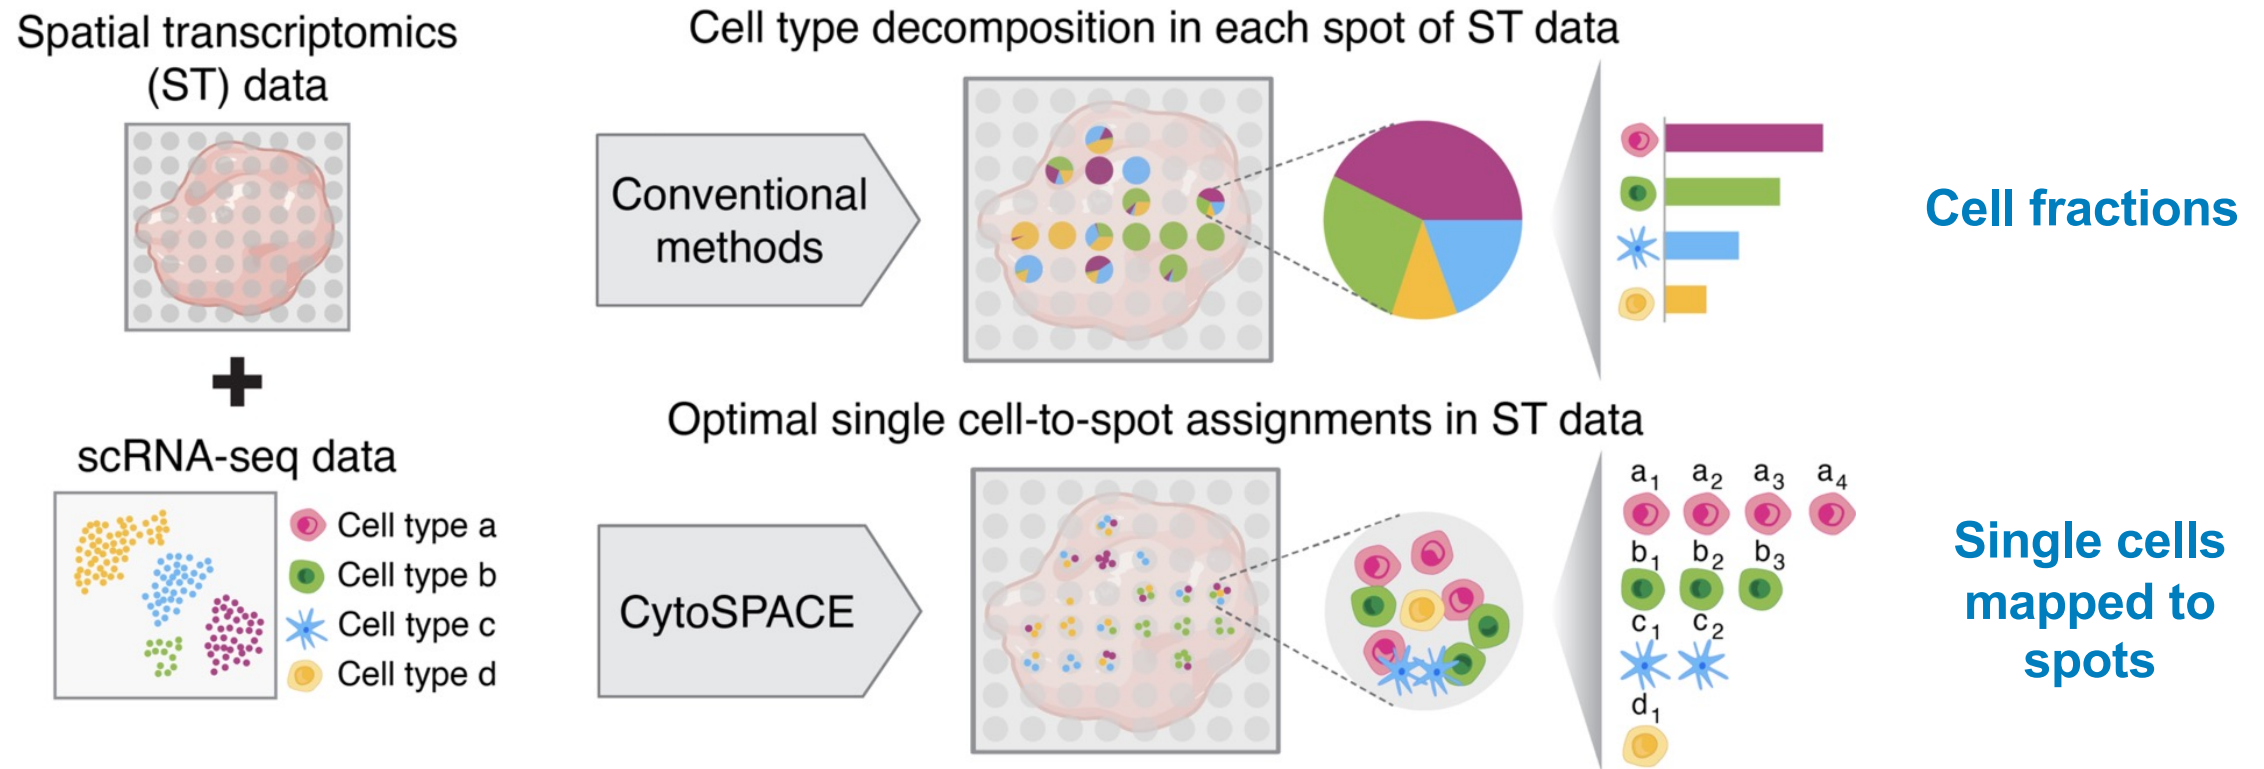 Spatial transcriptomics
(ST) data
scRNA-seq data
Cell type a
Cell type b
Cell type c
Cell type d
Cell type decomposition in each spot of ST data
Conventional
methods
Cell fractions
Optimal single cell-to-spot assignments in ST data
CytoSPACE
a1 a2 a3 a4
b1 b2 b3
c1 c2
d1
Single cells
mapped to
spots